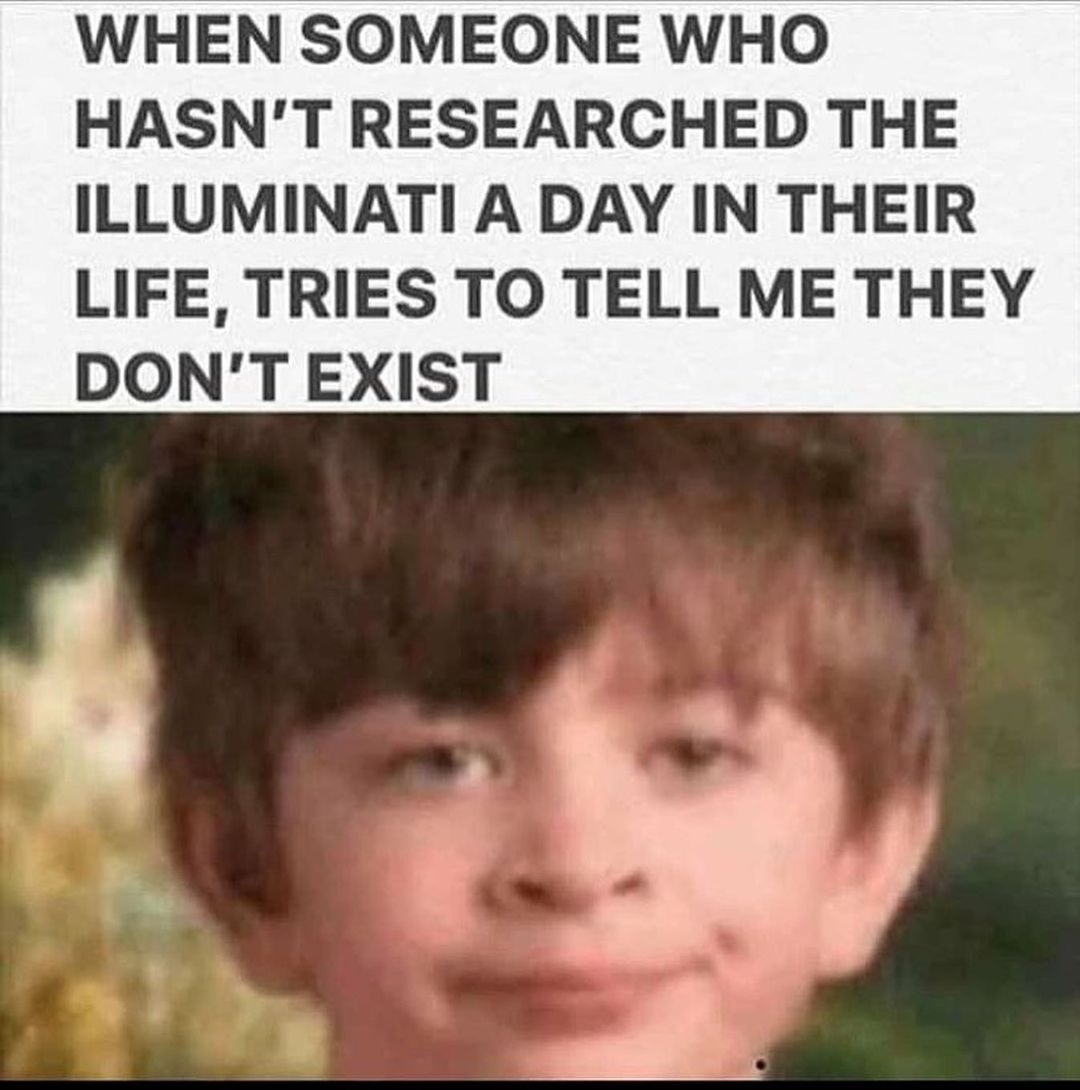 WHEN SOMEONE WHO
HASN'T RESEARCHED THE
ILLUMINATI A DAY IN THEIR
LIFE, TRIES TO TELL ME THEY
DON'T EXIST